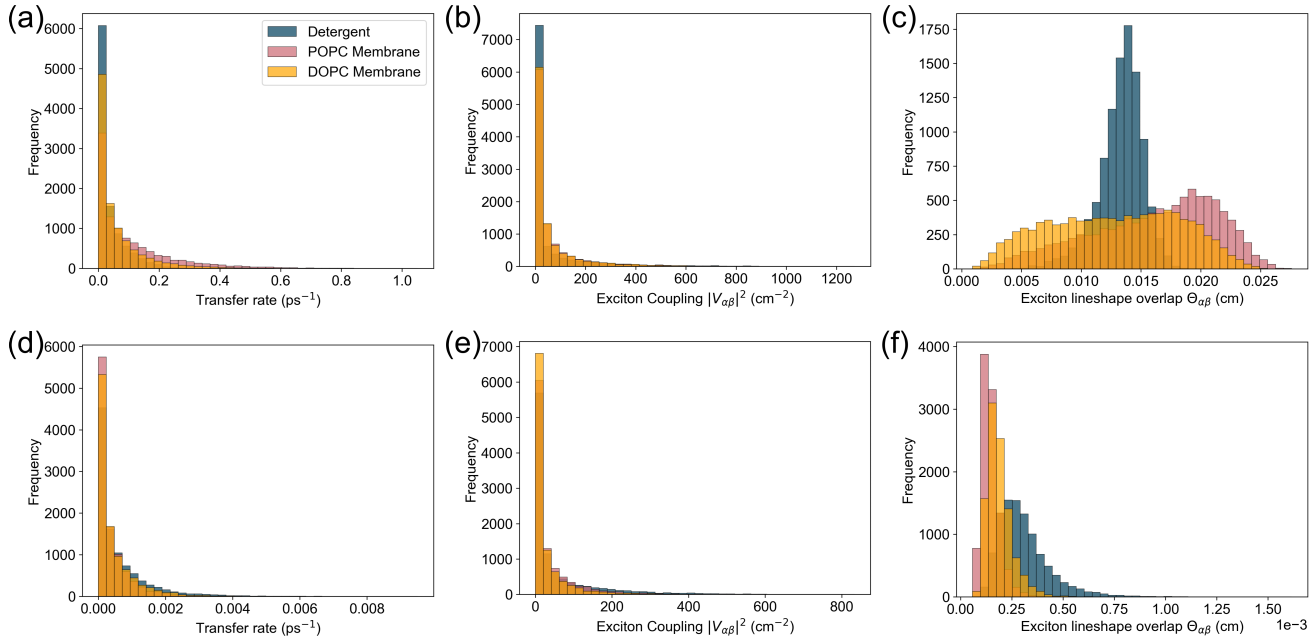 (a)
6000
5000
4000
3000
2000
1000
0
Frequency
0.0 0.2 0.4 0.6 0.8 1.0
Transfer rate (ps⁻¹)
Detergent
POPC Membrane
DOPC Membrane
(b)
7000
6000
5000
4000
3000
2000
1000
0
Frequency
0 200 400 600 800 1000 1200
Exciton Coupling |Vαβ|² (cm⁻²)
(c)
1750
1500
1250
1000
750
500
250
0
Frequency
0.000 0.005 0.010 0.015 0.020 0.025
Exciton lineshape overlap Θαβ (cm)
(d)
6000
5000
4000
3000
2000
1000
0
Frequency
0.000 0.002 0.004 0.006 0.008
Transfer rate (ps⁻¹)
(e)
7000
6000
5000
4000
3000
2000
1000
0
Frequency
0 200 400 600 800
Exciton Coupling |Vαβ|² (cm⁻²)
(f)
4000
3000
2000
1000
0
Frequency
0.00 0.25 0.50 0.75 1.00 1.25 1.50
1e−3
Exciton lineshape overlap Θαβ (cm)